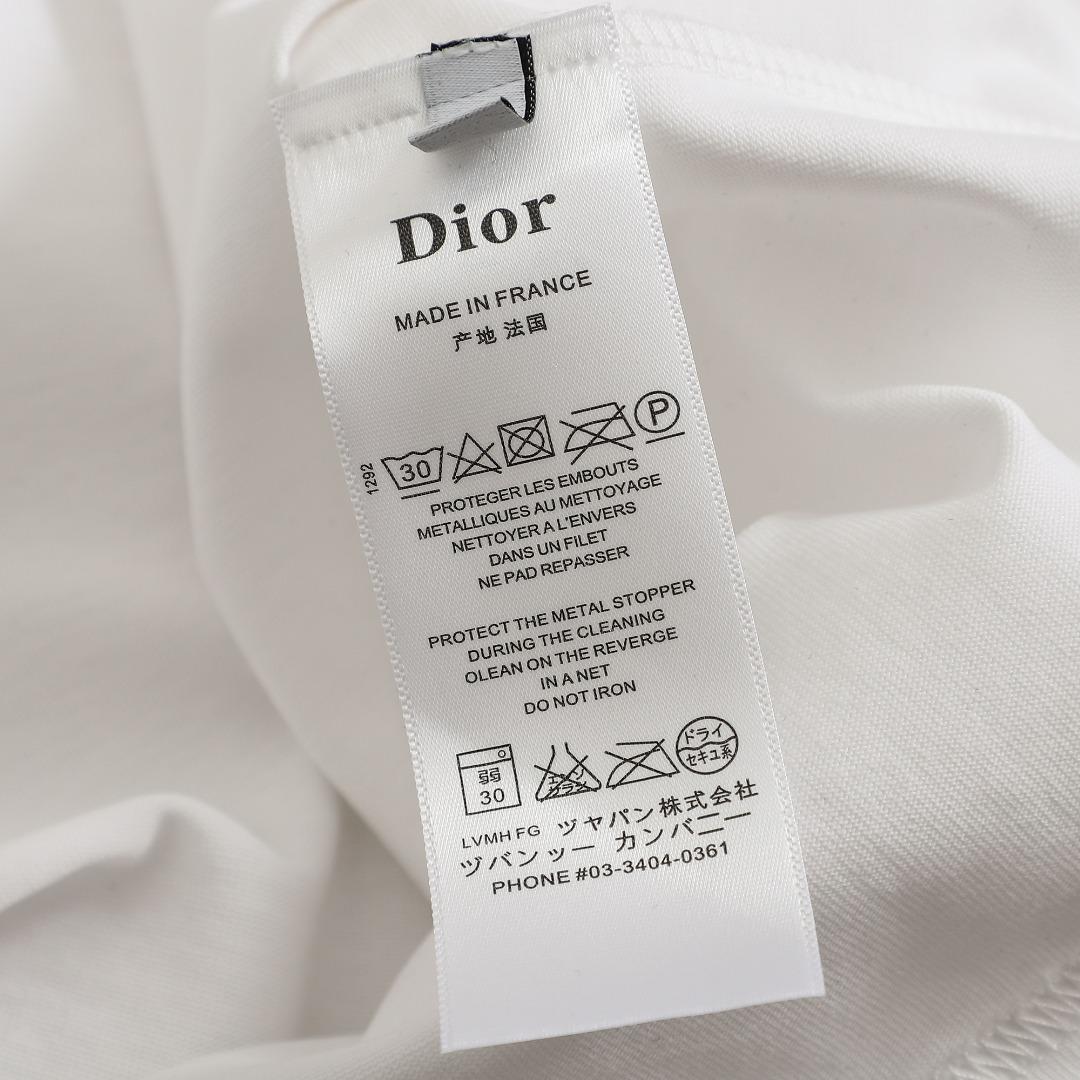 Dior
MADE IN FRANCE
产地 法国
1292
30 P
PROTEGER LES EMBOUTS
METALLIQUES AU METTOYAGE
NETTOYER A L'ENVERS
DANS UN FILET
NE PAD REPASSER
PROTECT THE METAL STOPPER
DURING THE CLEANING
OLEAN ON THE REVERGE
IN A NET
DO NOT IRON
弱
30
ドライ
セキユ系
LVMH FG ヅヤパン株式会社
ヅバンッー カンバニー
PHONE #03-3404-0361